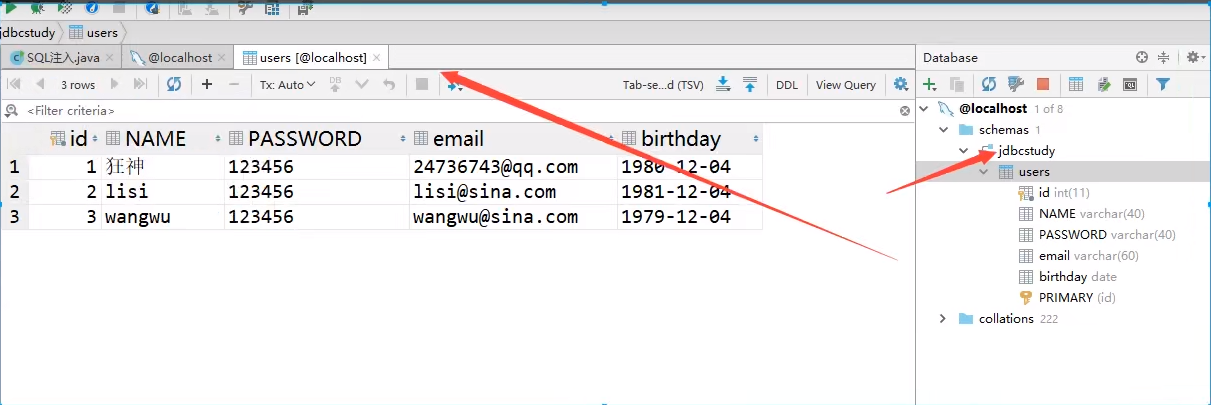 jdbcstudy users
SQL注入.java @localhost users [@localhost]
3 rows Tx: Auto DB Tab-se...d (TSV) DDL View Query
<Filter criteria>
id NAME PASSWORD email birthday
1 1 狂神 123456 24736743@qq.com 1980-12-04
2 2 lisi 123456 lisi@sina.com 1981-12-04
3 3 wangwu 123456 wangwu@sina.com 1979-12-04
Database
@localhost 1 of 8
schemas 1
jdbcstudy
users
id int(11)
NAME varchar(40)
PASSWORD varchar(40)
email varchar(60)
birthday date
PRIMARY (id)
collations 222